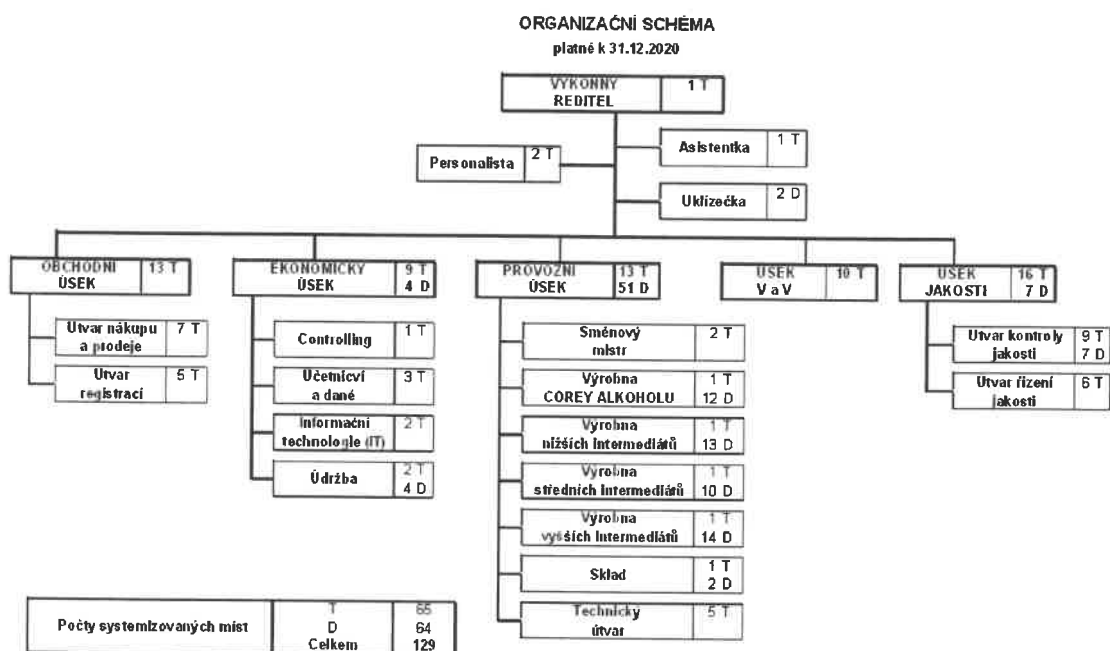 ORGANIZAČNÍ SCHÉMA
platné k 31.12.2020
VÝKONNÝ 1 T
ŘEDITEL
Asistentka 1 T
Personalista 2 T
Uklízečka 2 D
OBCHODNÍ 13 T
ÚSEK
EKONOMICKÝ 9 T
ÚSEK 4 D
PROVOZNÍ 13 T
ÚSEK 51 D
ÚSEK 10 T
V a V
ÚSEK 16 T
JAKOSTI 7 D
Útvar nákupu 7 T
a prodeje
Útvar 5 T
registrací
Controlling 1 T
Účetnicví 3 T
a daně
Informační 2 T
technologie (IT)
Údržba 2 T
4 D
Směnový 2 T
mistr
Výrobna 1 T
COREY ALKOHOLU 12 D
Výrobna 1 T
nižších Intermediátů 13 D
Výrobna 1 T
středních Intermediátů 10 D
Výrobna 1 T
vyšších Intermediátů 14 D
Sklad 1 T
2 D
Technický 5 T
útvar
Útvar kontroly 9 T
jakosti 7 D
Útvar řízení 6 T
jakosti
Počty systemizovaných míst
T 65
D 64
Celkem 129